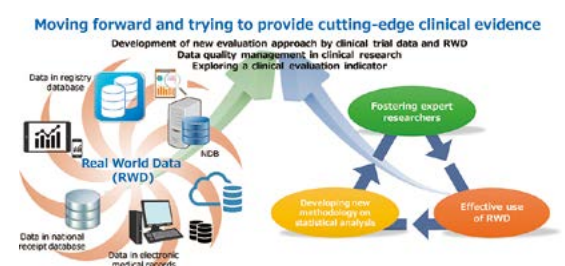 Moving forward and trying to provide cutting-edge clinical evidence
Development of new evaluation approach by clinical trial data and RWD
Data quality management in clinical research
Exploring a clinical evaluation indicator
Data in registry
database
NDB
Real World Data
(RWD)
Data in national
receipt database
Data in electronic
medical records
Fostering expert
researchers
Developing new
methodology on
statistical analysis
Effective use
of RWD